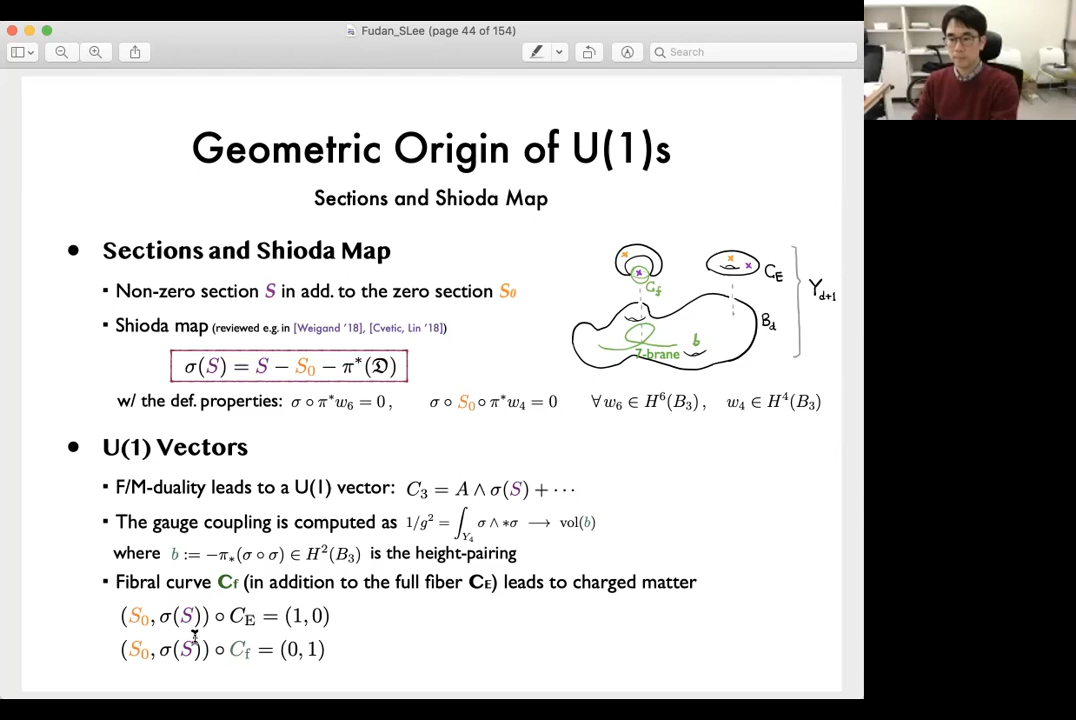 Fudan_SLee (page 44 of 154)
Search
Geometric Origin of U(1)s
Sections and Shioda Map
• Sections and Shioda Map
▪ Non-zero section S in add. to the zero section S₀
▪ Shioda map (reviewed e.g. in [Weigand '18], [Cvetic, Lin '18])
σ(S) = S − S₀ − π*(𝔇)
w/ the def. properties: σ ∘ π*w₆ = 0 , σ ∘ S₀ ∘ π*w₄ = 0 ∀w₆ ∈ H⁶(B₃) , w₄ ∈ H⁴(B₃)
C_f
C_E
Y_{d+1}
B_d
b
7-brane
• U(1) Vectors
▪ F/M-duality leads to a U(1) vector: C₃ = A ∧ σ(S) + ···
▪ The gauge coupling is computed as 1/g² = ∫_{Y₄} σ ∧ *σ ⟶ vol(b)
where b := −π_*(σ ∘ σ) ∈ H²(B₃) is the height-pairing
▪ Fibral curve C_f (in addition to the full fiber C_E) leads to charged matter
(S₀, σ(S)) ∘ C_E = (1, 0)
(S₀, σ(S)) ∘ C_f = (0, 1)